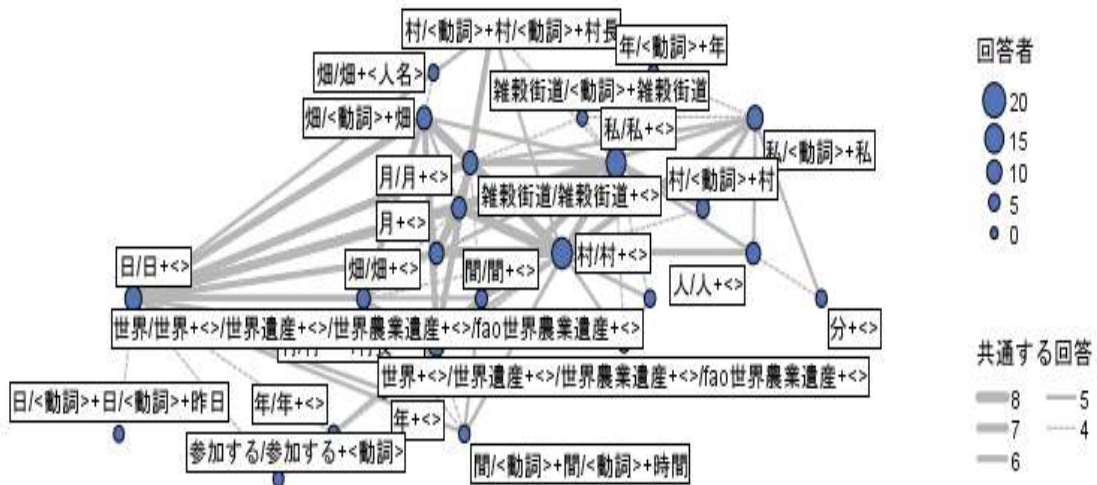 村/<動詞>+村/<動詞>+村長
年/<動詞>+年
畑/畑+<人名>
雑穀街道/<動詞>+雑穀街道
畑/<動詞>+畑
私/私+<>
私/<動詞>+私
月/月+<>
村/<動詞>+村
雑穀街道/雑穀街道+<>
月+<>
日/日+<>
畑/畑+<>
間/間+<>
村/村+<>
人/人+<>
世界/世界+<>/世界遺産+<>/世界農業遺産+<>/fao世界農業遺産+<>
分+<>
世界+<>/世界遺産+<>/世界農業遺産+<>/fao世界農業遺産+<>
日/<動詞>+日/<動詞>+昨日
年/年+<>
年+<>
参加する/参加する+<動詞>
間/<動詞>+間/<動詞>+時間
回答者
20
15
10
5
0
共通する回答
8
5
7
4
6